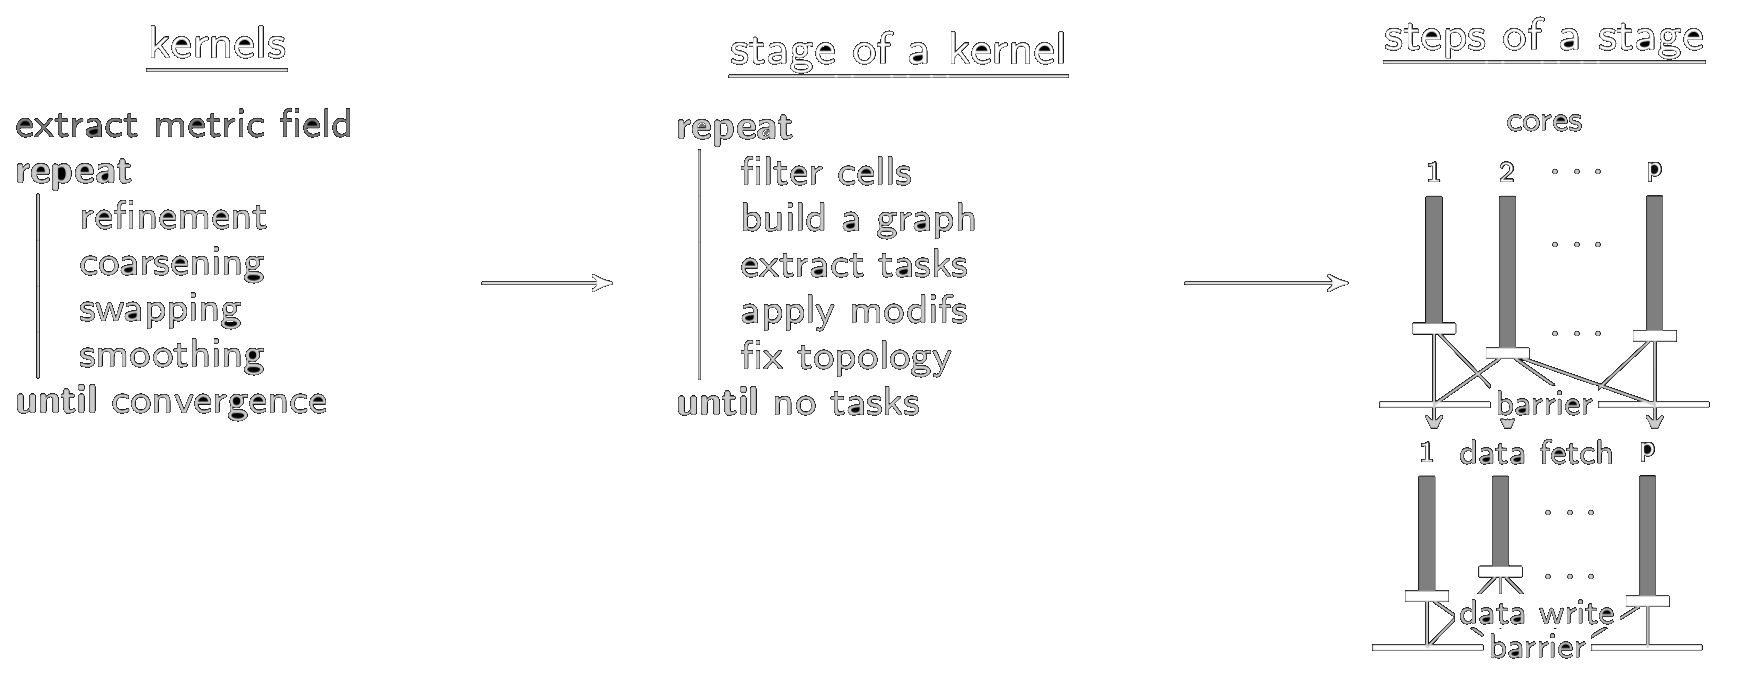 kernels
extract metric field
repeat
refinement
coarsening
swapping
smoothing
until convergence
stage of a kernel
repeat
filter cells
build a graph
extract tasks
apply modifs
fix topology
until no tasks
steps of a stage
cores
1 2 ... p
barrier
1 data fetch p
data write
barrier